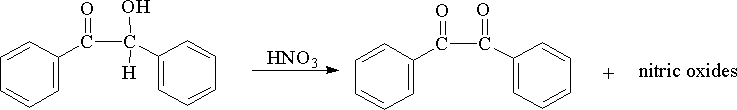 O OH
C C
H
HNO3
O O
C C
+ nitric oxides